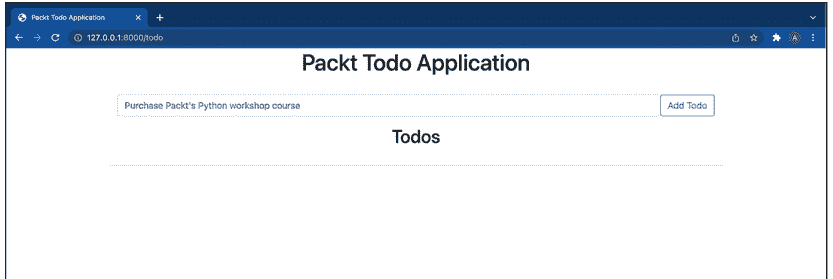 Packt Todo Application
127.0.0.1:8000/todo
Packt Todo Application
Purchase Packt's Python workshop course
Add Todo
Todos